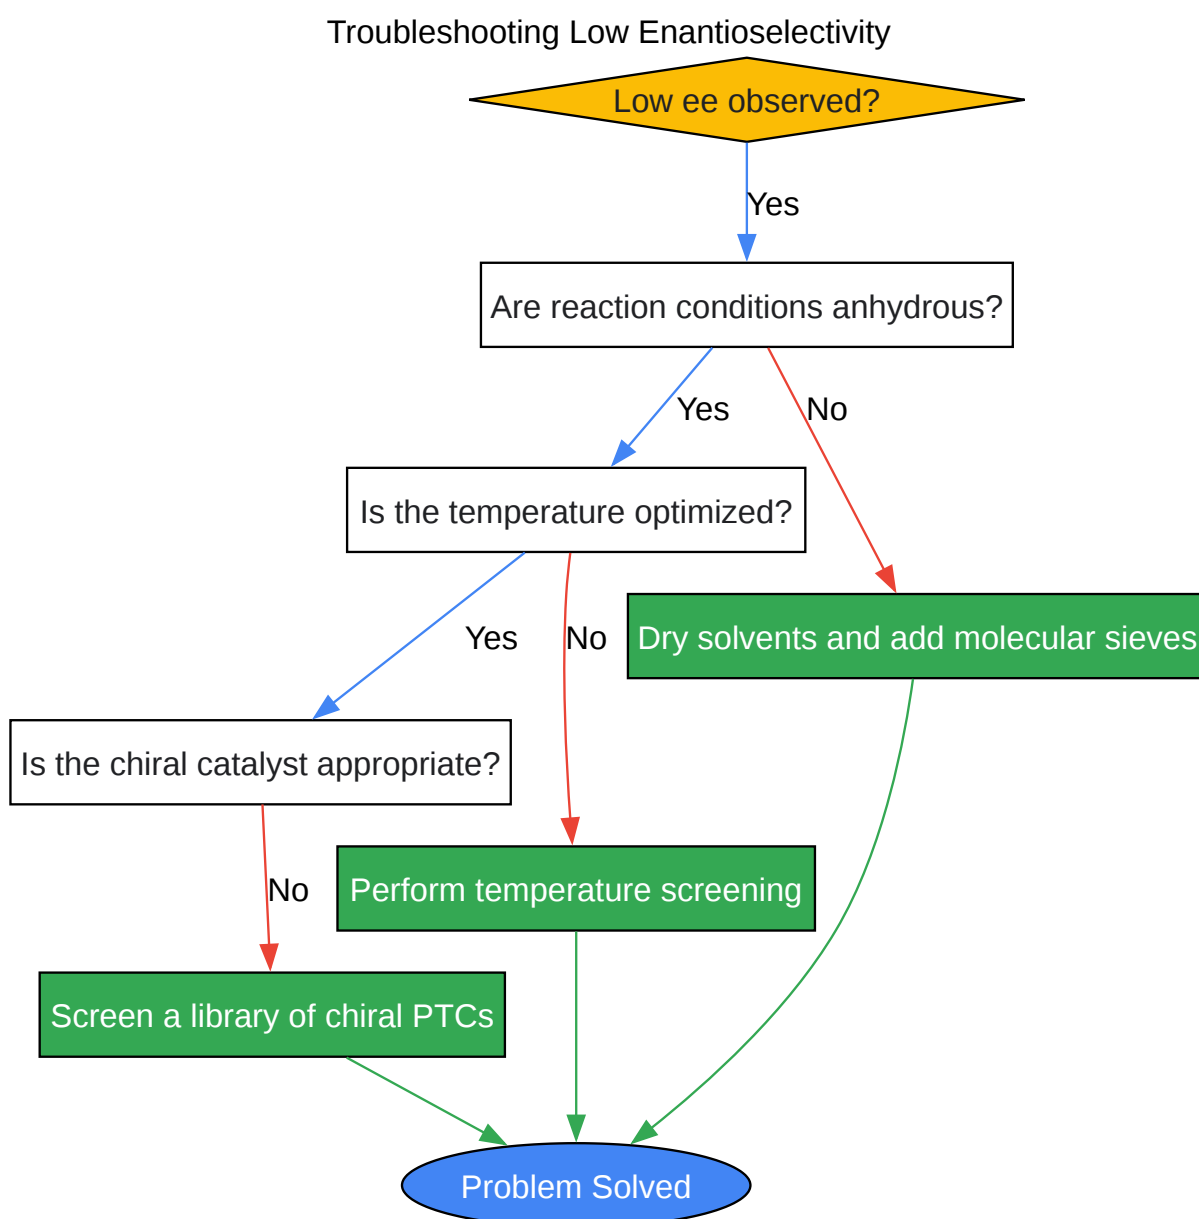 Troubleshooting Low Enantioselectivity
Low ee observed?
Yes
Are reaction conditions anhydrous?
Yes
No
Is the temperature optimized?
Yes
No
Dry solvents and add molecular sieves
Is the chiral catalyst appropriate?
No
Perform temperature screening
Screen a library of chiral PTCs
Problem Solved